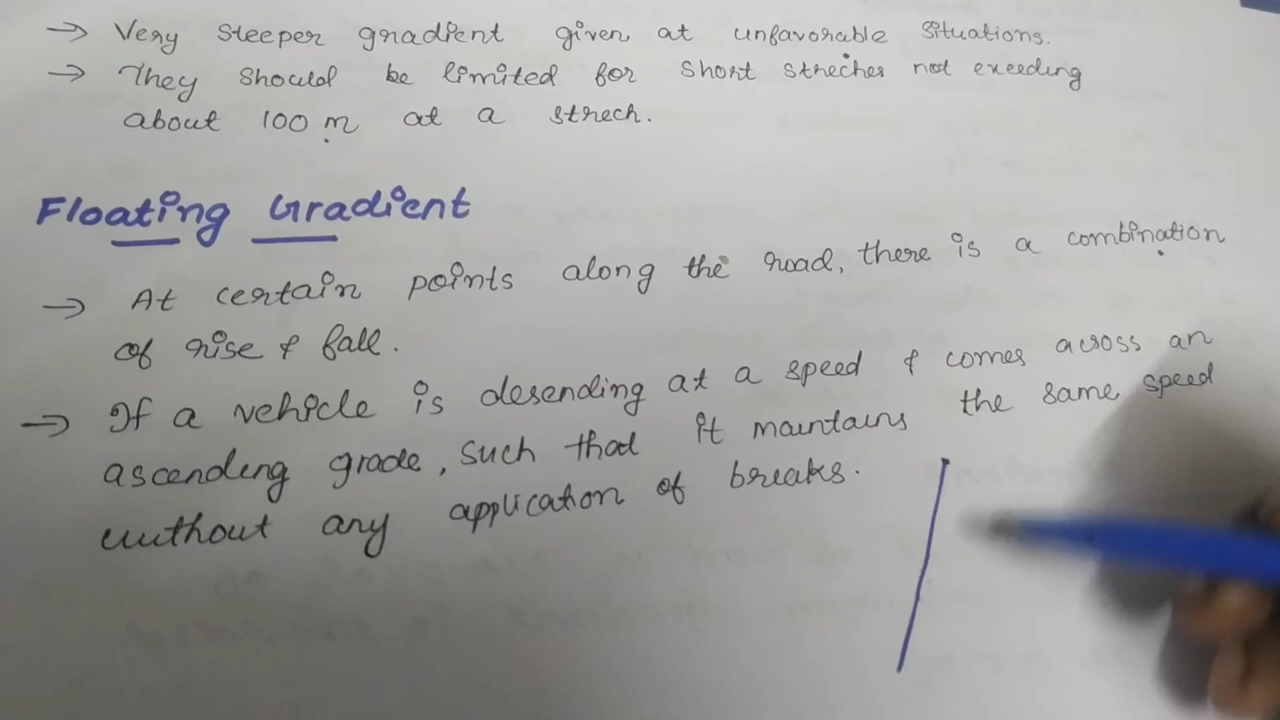 → Very steeper gradient given at unfavorable situations.
→ They should be limited for short streches not exeeding
about 100 m at a strech.
Floating Gradient
→ At certain points along the road, there is a combination
of rise & fall.
→ If a vehicle is desending at a speed & comes across an
ascending grade, such that it maintains the same speed
without any application of breaks.